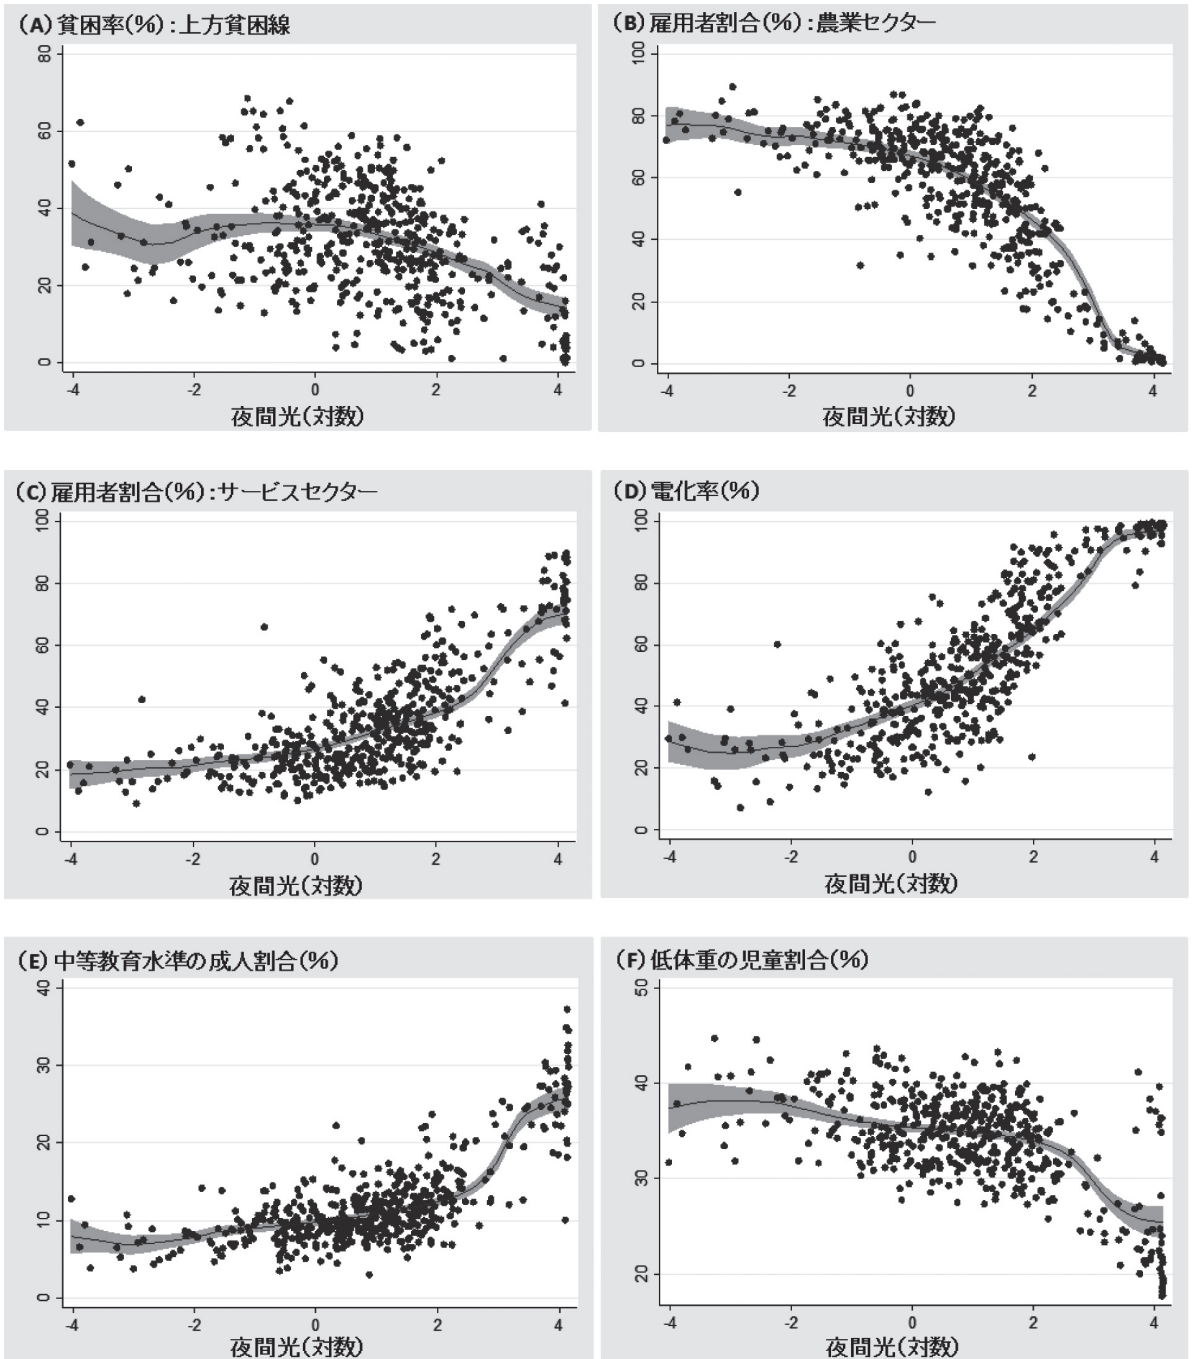 (A) 貧困率(%):上方貧困線
80
60
40
20
0
-4 -2 0 2 4
夜間光(対数)
(B) 雇用者割合(%):農業セクター
100
80
60
40
20
0
-4 -2 0 2 4
夜間光(対数)
(C) 雇用者割合(%):サービスセクター
100
80
60
40
20
0
-4 -2 0 2 4
夜間光(対数)
(D) 電化率(%)
100
80
60
40
20
0
-4 -2 0 2 4
夜間光(対数)
(E) 中等教育水準の成人割合(%)
40
30
20
10
0
-4 -2 0 2 4
夜間光(対数)
(F) 低体重の児童割合(%)
50
40
30
20
-4 -2 0 2 4
夜間光(対数)